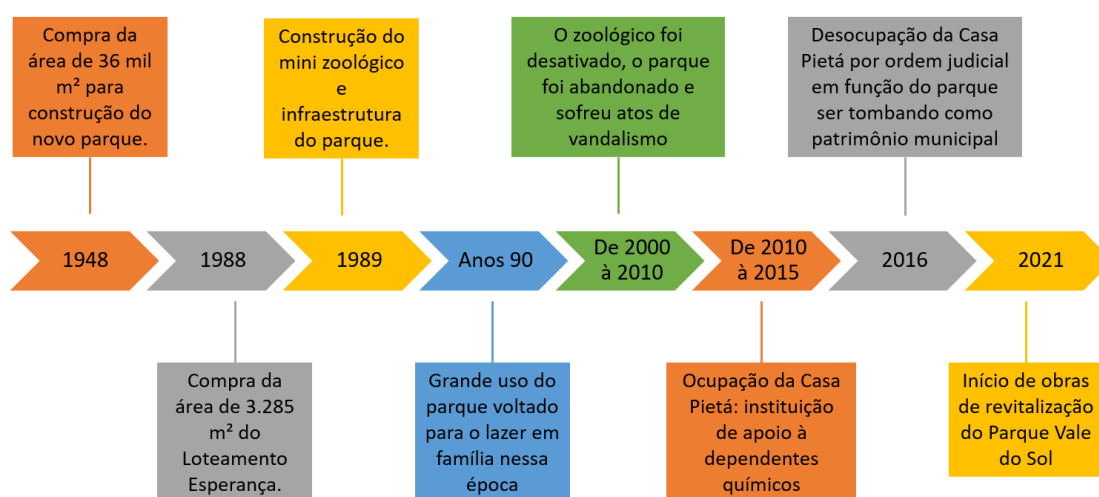 Compra da
área de 36 mil
m² para
construção do
novo parque.
Construção do
mini zoológico
e
infraestrutura
do parque.
O zoológico foi
desativado, o parque
foi abandonado e
sofreu atos de
vandalismo
Desocupação da Casa
Pietá por ordem judicial
em função do parque
ser tombando como
patrimônio municipal
1948
1988
1989
Anos 90
De 2000
à 2010
De 2010
à 2015
2016
2021
Compra da
área de 3.285
m² do
Loteamento
Esperança.
Grande uso do
parque voltado
para o lazer em
família nessa
época
Ocupação da Casa
Pietá: instituição
de apoio à
dependentes
químicos
Início de obras
de revitalização
do Parque Vale
do Sol